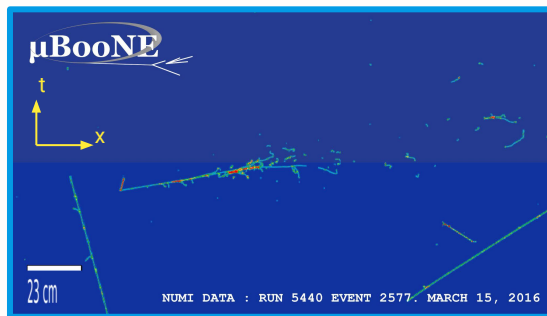 μBooNE
t
x
23 cm
NUMI DATA : RUN 5440 EVENT 2577. MARCH 15, 2016